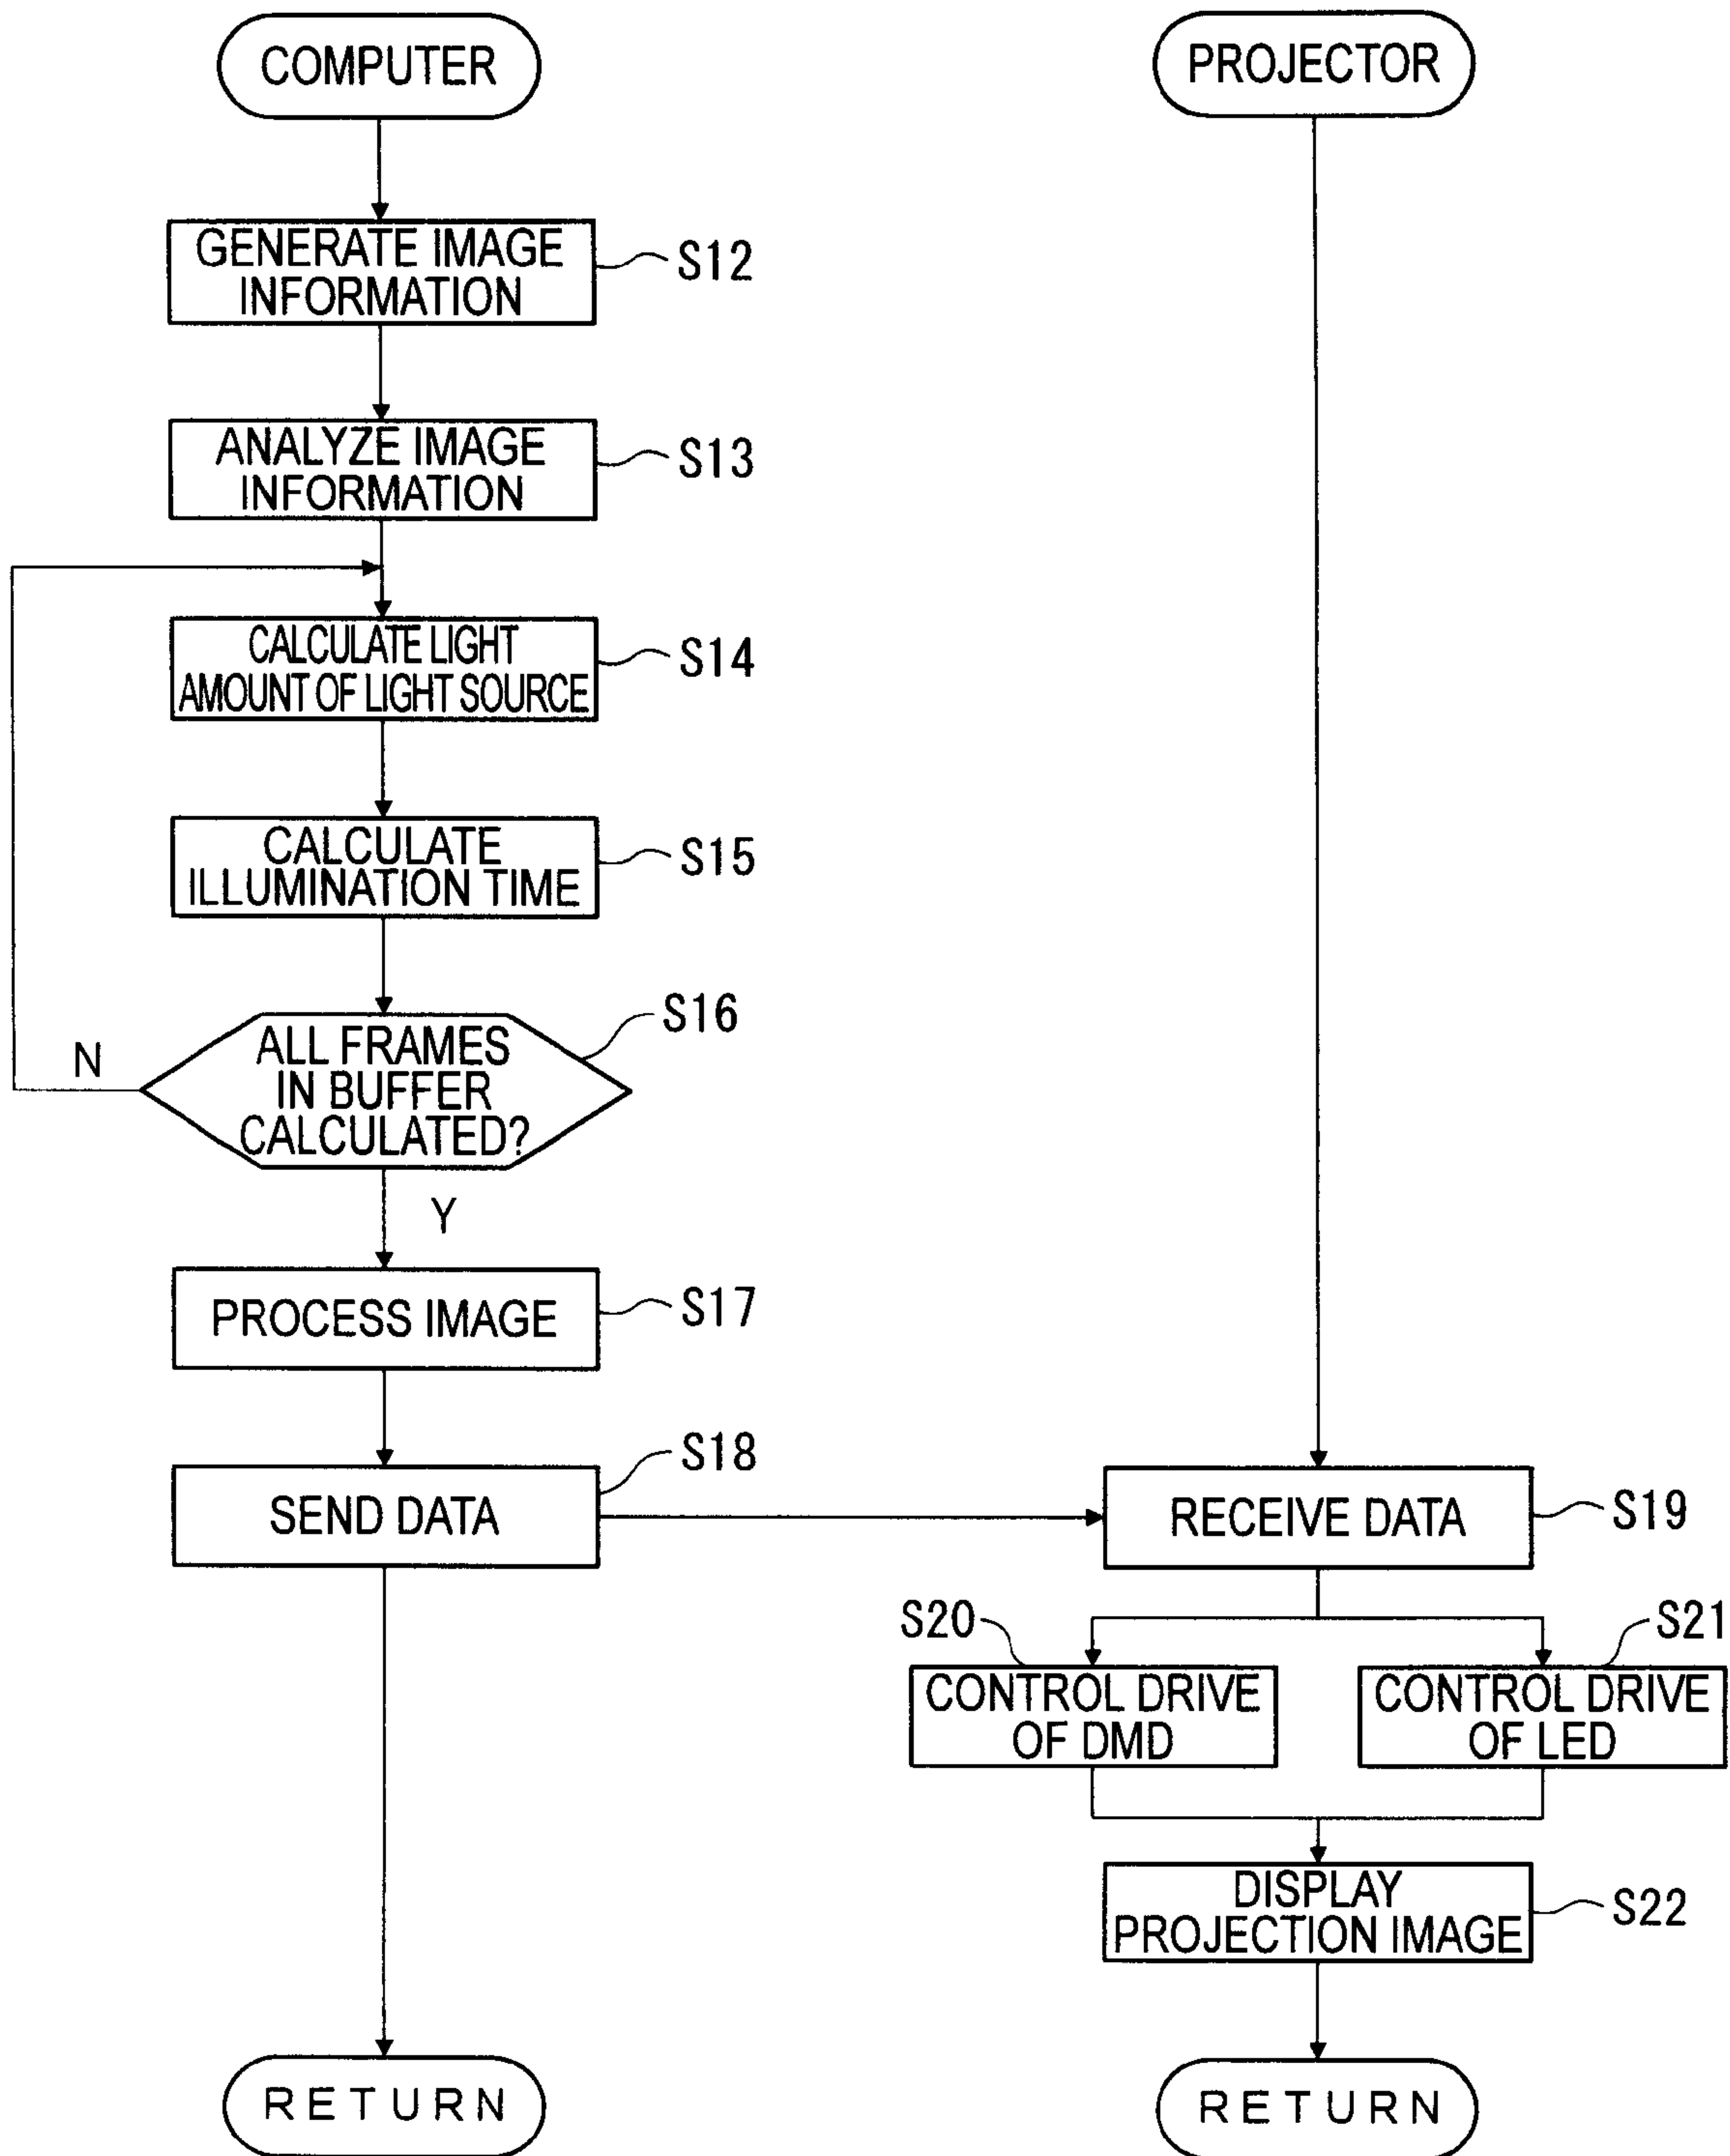 COMPUTER
GENERATE IMAGE
INFORMATION
S12
ANALYZE IMAGE
INFORMATION
S13
CALCULATE LIGHT
AMOUNT OF LIGHT SOURCE
S14
CALCULATE
ILLUMINATION TIME
S15
ALL FRAMES
IN BUFFER
CALCULATED?
S16
N
Y
PROCESS IMAGE
S17
SEND DATA
S18
RETURN
PROJECTOR
RECEIVE DATA
S19
S20
CONTROL DRIVE
OF DMD
S21
CONTROL DRIVE
OF LED
DISPLAY
PROJECTION IMAGE
S22
RETURN